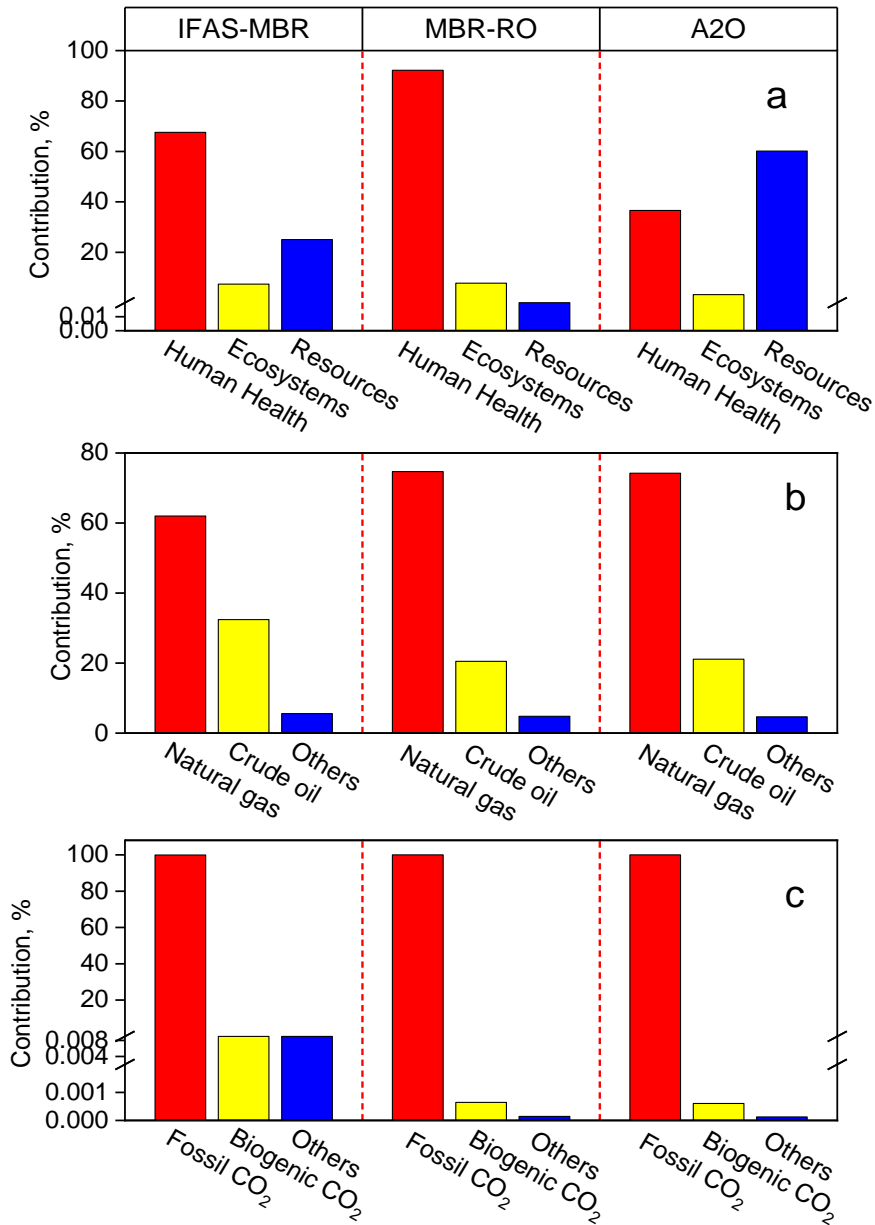 IFAS-MBR MBR-RO A2O
100
80
60
40
20
0.01
0.00
Contribution, %
a
Human Health Ecosystems Resources Human Health Ecosystems Resources Human Health Ecosystems Resources
80
60
40
20
0
Contribution, %
b
Natural gas Crude oil Others Natural gas Crude oil Others Natural gas Crude oil Others
100
80
60
40
20
0.008
0.004
0.001
0.000
Contribution, %
c
Fossil CO₂ Biogenic CO₂ Others Fossil CO₂ Biogenic CO₂ Others Fossil CO₂ Biogenic CO₂ Others